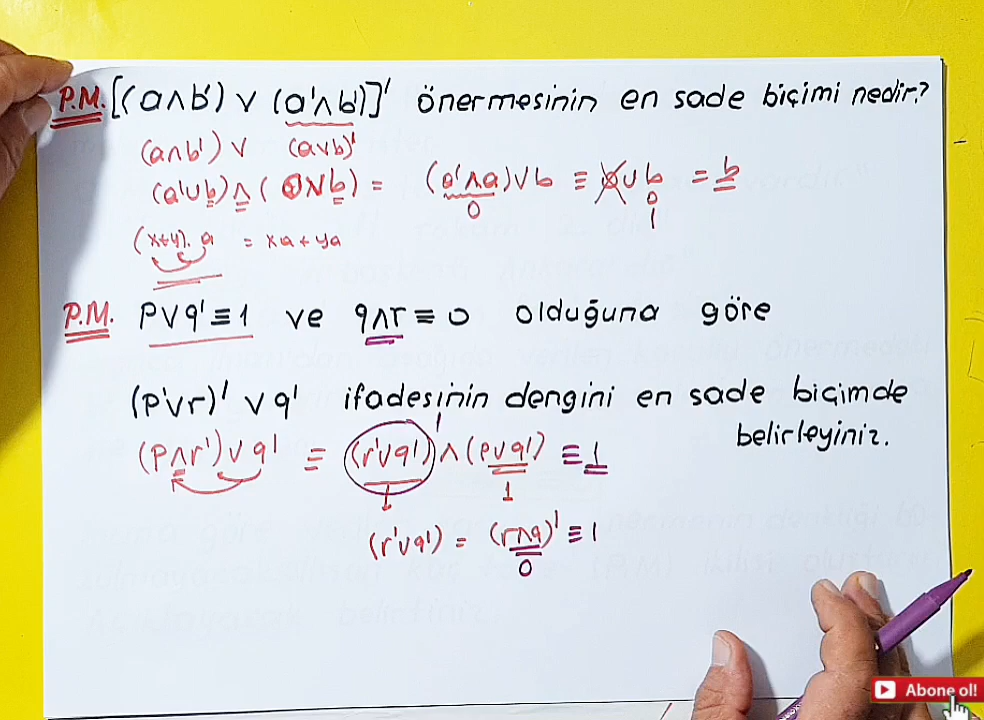 P.M. [(a∧b') ∨ (a'∧b')]' önermesinin en sade biçimi nedir?
(a∧b') ∨ (a∨b)'
(a'∨b)∧(a∨b) = (a'∧a)∨b ≡ 0∨b = b
0 0
1
(x+y).a = xa+ya
P.M. p∨q'≡1 ve q∧r≡0 olduğuna göre
(p'∨r)' ∨ q' ifadesinin dengini en sade biçimde
belirleyiniz.
(p∧r')∨q' ≡ (r'∨q')∧(p∨q') ≡ 1
1 1
(r'∨q') = (r∧q)' ≡ 1
0
Abone ol!